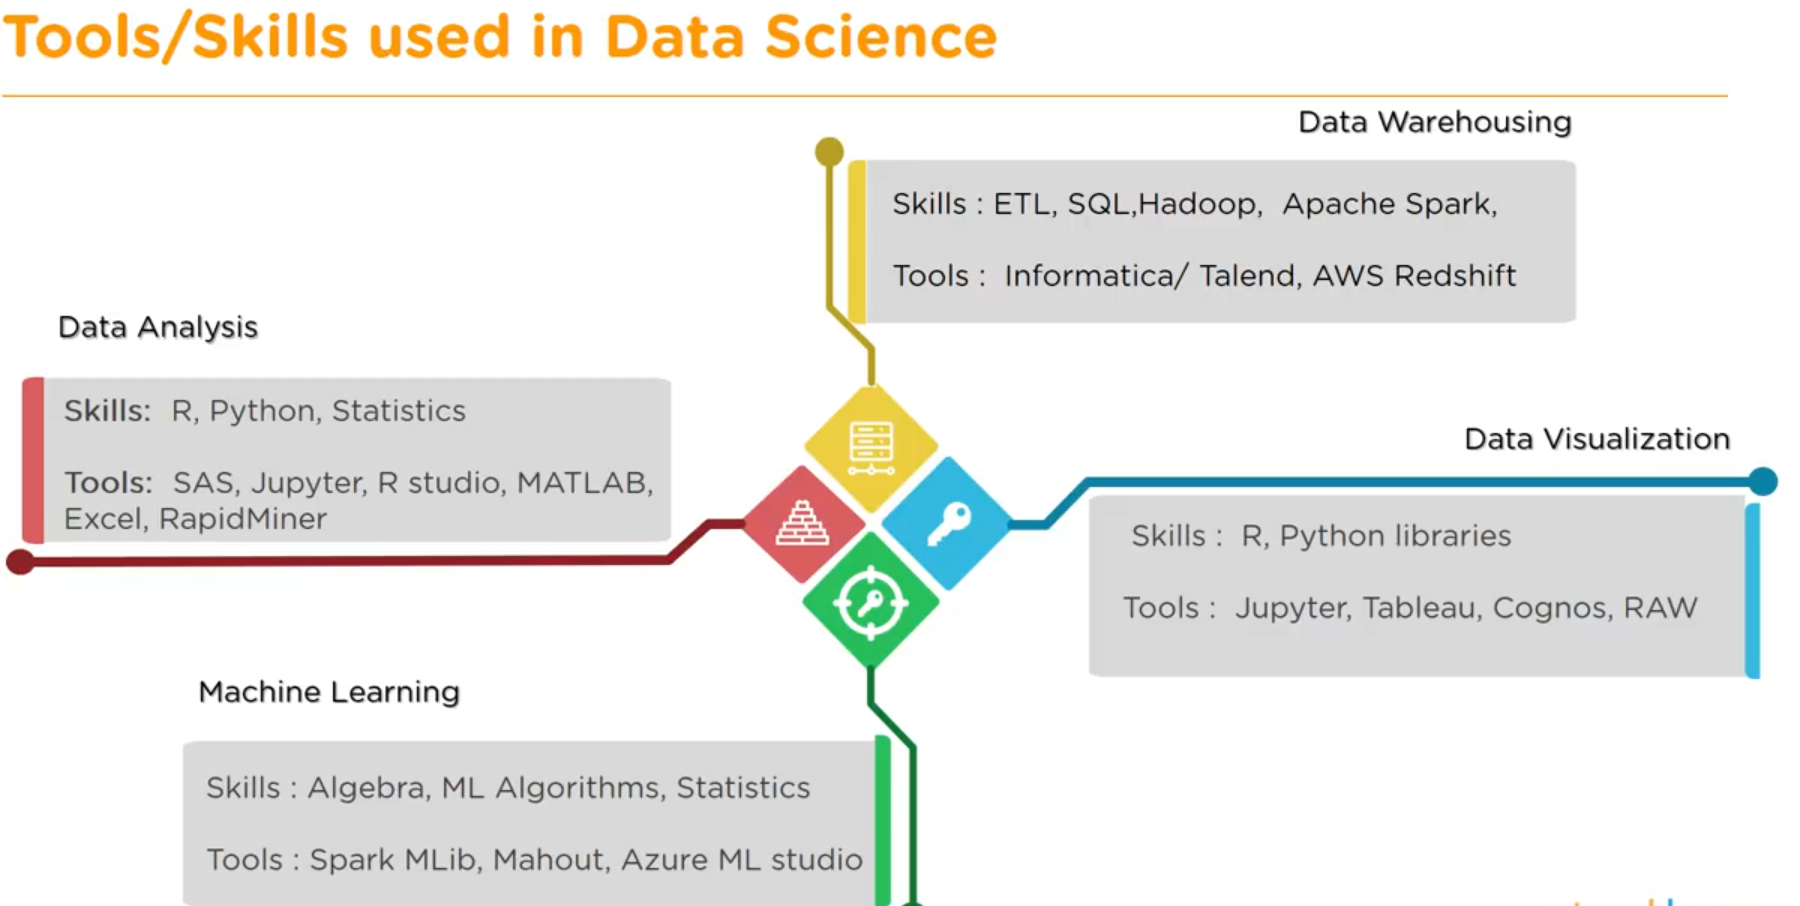 Tools/Skills used in Data Science
Data Warehousing
Skills : ETL, SQL,Hadoop, Apache Spark,
Tools : Informatica/ Talend, AWS Redshift
Data Analysis
Skills: R, Python, Statistics
Tools: SAS, Jupyter, R studio, MATLAB,
Excel, RapidMiner
Data Visualization
Skills : R, Python libraries
Tools : Jupyter, Tableau, Cognos, RAW
Machine Learning
Skills : Algebra, ML Algorithms, Statistics
Tools : Spark MLib, Mahout, Azure ML studio